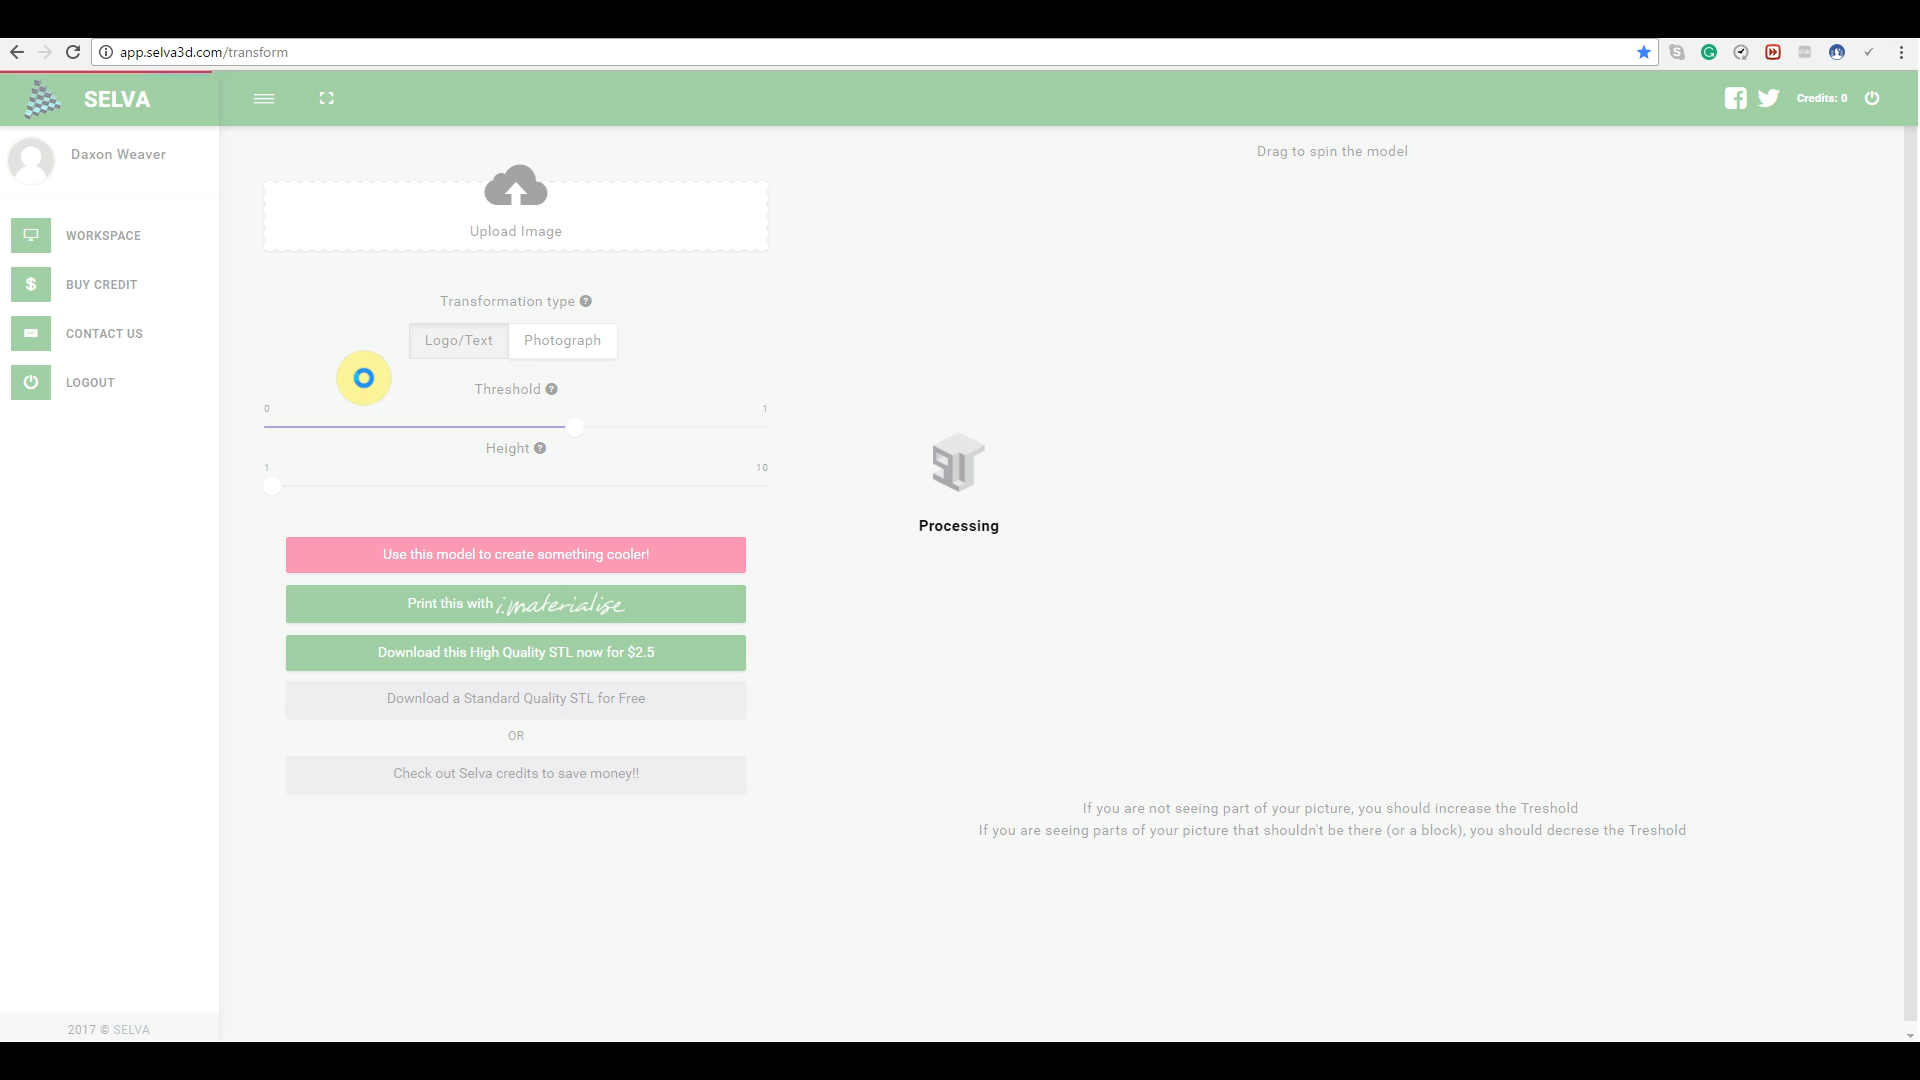 app.selva3d.com/transform
SELVA
Credits: 0
Daxon Weaver
WORKSPACE
BUY CREDIT
CONTACT US
LOGOUT
Upload Image
Transformation type
Logo/Text Photograph
Threshold
0 1
Height
1 10
Use this model to create something cooler!
Print this with i.materialise
Download this High Quality STL now for $2.5
Download a Standard Quality STL for Free
OR
Check out Selva credits to save money!!
Drag to spin the model
Processing
If you are not seeing part of your picture, you should increase the Treshold
If you are seeing parts of your picture that shouldn't be there (or a block), you should decrese the Treshold
2017 © SELVA